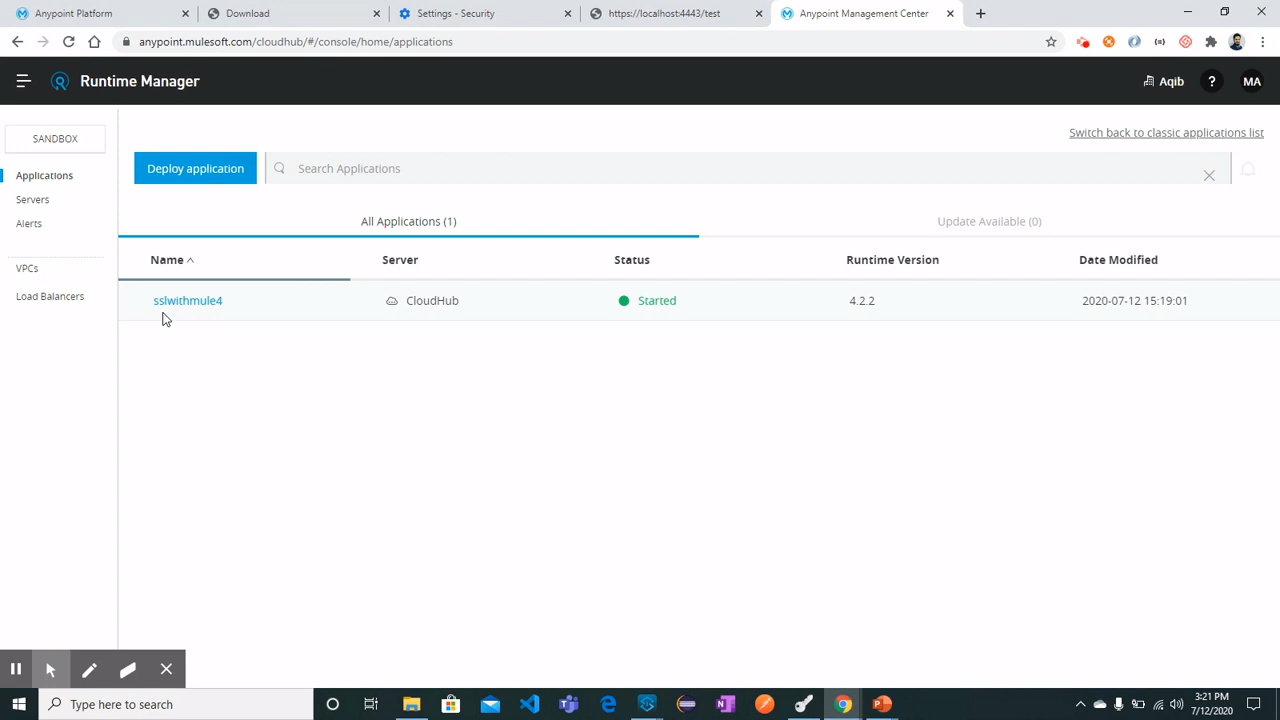 Anypoint Platform
Download
Settings - Security
https://localhost:4443/test
Anypoint Management Center
anypoint.mulesoft.com/cloudhub/#/console/home/applications
Runtime Manager
Aqib
?
MA
SANDBOX
Applications
Servers
Alerts
VPCs
Load Balancers
Switch back to classic applications list
Deploy application
Search Applications
All Applications (1)
Update Available (0)
Name
Server
Status
Runtime Version
Date Modified
sslwithmule4
CloudHub
Started
4.2.2
2020-07-12 15:19:01
Type here to search
3:21 PM
7/12/2020